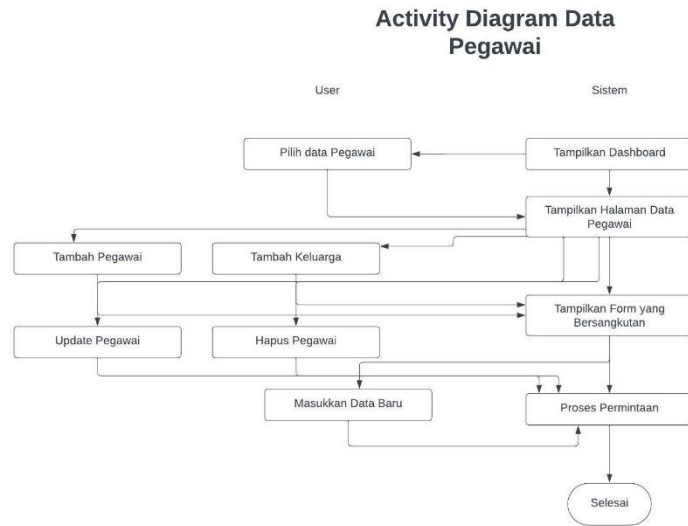 Activity Diagram Data
Pegawai
User
Sistem
Pilih data Pegawai
Tampilkan Dashboard
Tampilkan Halaman Data
Pegawai
Tambah Pegawai
Tambah Keluarga
Tampilkan Form yang
Bersangkutan
Update Pegawai
Hapus Pegawai
Masukkan Data Baru
Proses Permintaan
Selesai